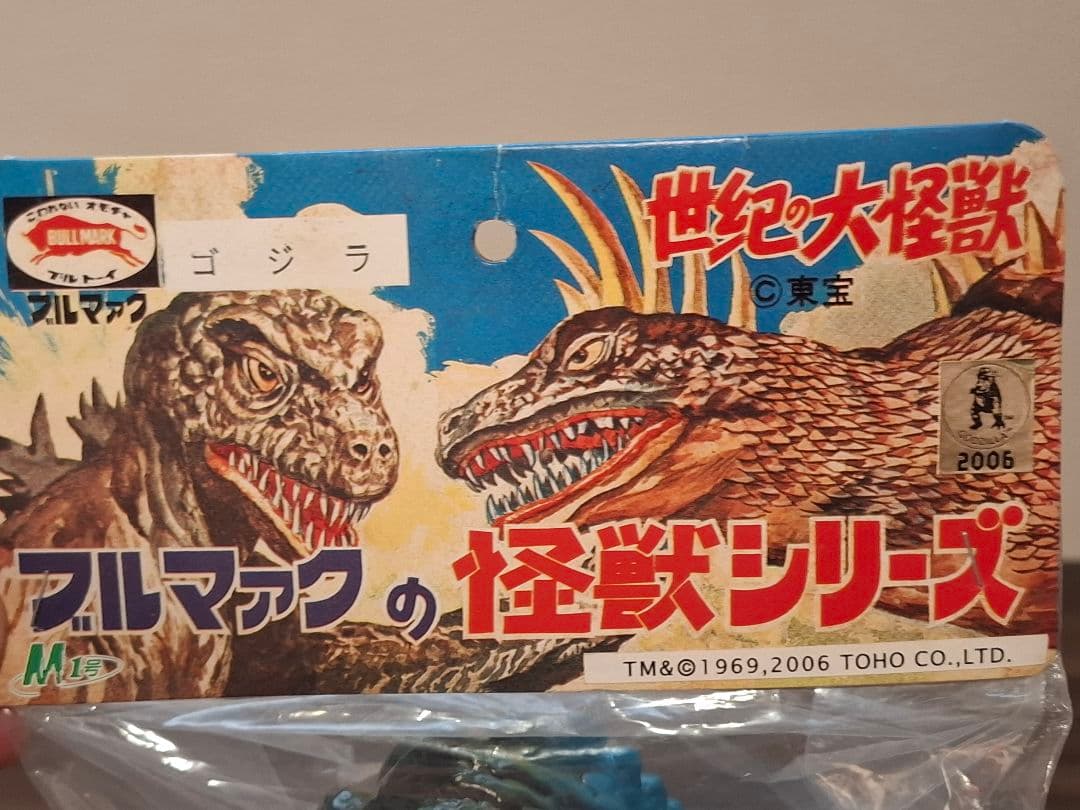 こわれない オモチャ
BULLMARK
ブルトーイ
ブルマァク
ゴジラ
世紀の大怪獣
©東宝
GODZILLA
2006
ブルマァクの怪獣シリーズ
M1号
TM&©1969,2006 TOHO CO.,LTD.